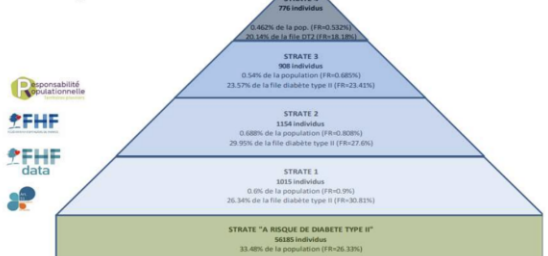 776 individus
0.462% de la pop. (FR=0.532%)
20.14% de la file DT2 (FR=18.18%)
STRATE 3
908 individus
0.54% de la population (FR=0.685%)
23.57% de la file diabète type II (FR=23.41%)
Responsabilité
Populationnelle
FHF
STRATE 2
1154 individus
0.688% de la population (FR=0.808%)
29.95% de la file diabète type II (FR=27.6%)
FHF
data
STRATE 1
1015 individus
0.6% de la population (FR=0.9%)
26.34% de la file diabète type II (FR=30.81%)
STRATE "A RISQUE DE DIABETE TYPE II"
56185 individus
33.48% de la population (FR=26.33%)